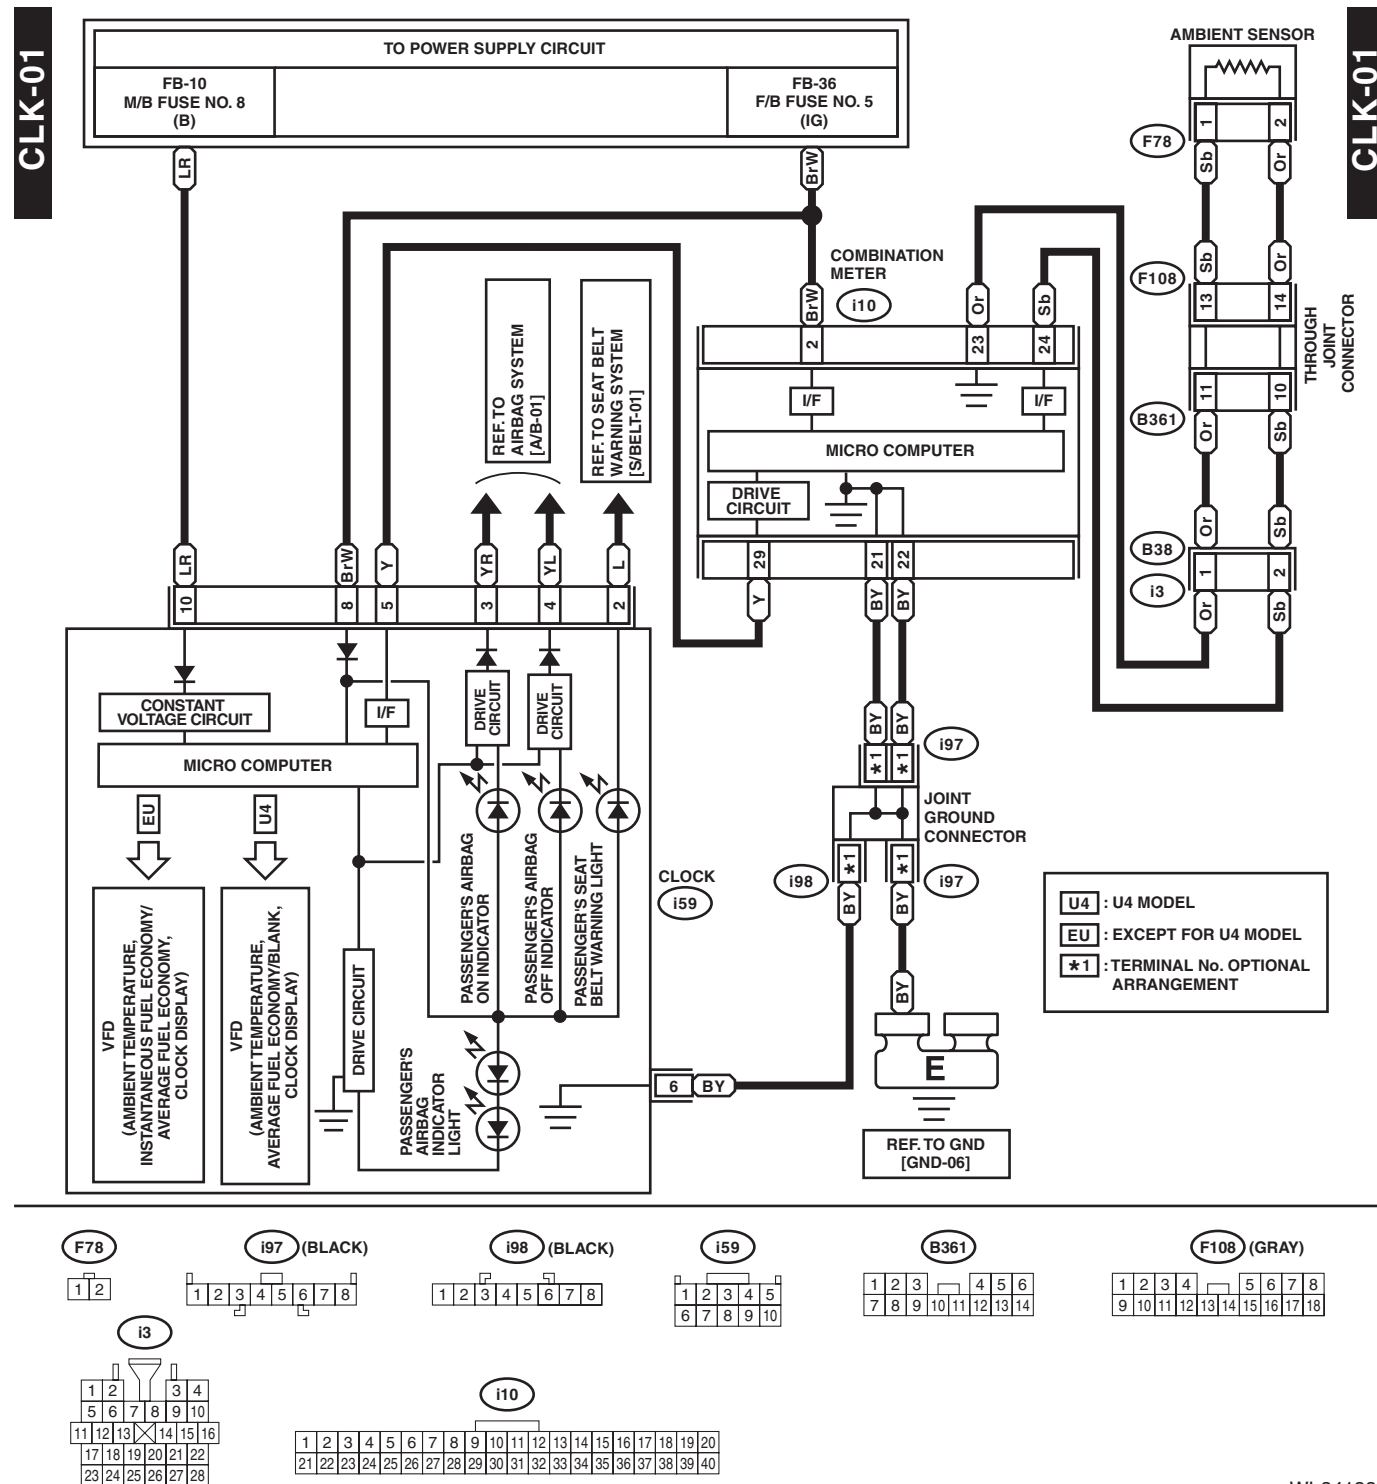 CLK-01
CLK-01
TO POWER SUPPLY CIRCUIT
FB-10
M/B FUSE NO. 8
(B)
FB-36
F/B FUSE NO. 5
(IG)
LR
BrW
AMBIENT SENSOR
1
2
F78
Sb
Or
Sb
Or
F108
13
14
THROUGH
JOINT
CONNECTOR
11
10
B361
Or
Sb
Or
Sb
B38
1
2
i3
Or
Sb
COMBINATION
METER
i10
BrW
Or
Sb
2
23
24
I/F
I/F
MICRO COMPUTER
DRIVE
CIRCUIT
29
21
22
Y
BY
BY
REF. TO
AIRBAG SYSTEM
[A/B-01]
REF. TO SEAT BELT
WARNING SYSTEM
[S/BELT-01]
LR
BrW
Y
YR
YL
L
10
8
5
3
4
2
CONSTANT
VOLTAGE CIRCUIT
I/F
DRIVE
CIRCUIT
DRIVE
CIRCUIT
MICRO COMPUTER
EU
U4
VFD
(AMBIENT TEMPERATURE,
INSTANTANEOUS FUEL ECONOMY/
AVERAGE FUEL ECONOMY,
CLOCK DISPLAY)
VFD
(AMBIENT TEMPERATURE,
AVERAGE FUEL ECONOMY/BLANK,
CLOCK DISPLAY)
DRIVE CIRCUIT
PASSENGER'S AIRBAG
ON INDICATOR
PASSENGER'S AIRBAG
OFF INDICATOR
PASSENGER'S SEAT
BELT WARNING LIGHT
PASSENGER'S
AIRBAG
INDICATOR
LIGHT
CLOCK
i59
6
BY
BY
BY
i97
*1
*1
JOINT
GROUND
CONNECTOR
i98
*1
*1
i97
BY
BY
BY
E
REF. TO GND
[GND-06]
U4 : U4 MODEL
EU : EXCEPT FOR U4 MODEL
*1 : TERMINAL No. OPTIONAL
ARRANGEMENT
F78
1 2
i97 (BLACK)
1 2 3 4 5 6 7 8
i98 (BLACK)
1 2 3 4 5 6 7 8
i59
1 2 3 4 5
6 7 8 9 10
B361
1 2 3 4 5 6
7 8 9 10 11 12 13 14
F108 (GRAY)
1 2 3 4 5 6 7 8
9 10 11 12 13 14 15 16 17 18
i3
1 2 3 4
5 6 7 8 9 10
11 12 13 14 15 16
17 18 19 20 21 22
23 24 25 26 27 28
i10
1 2 3 4 5 6 7 8 9 10 11 12 13 14 15 16 17 18 19 20
21 22 23 24 25 26 27 28 29 30 31 32 33 34 35 36 37 38 39 40